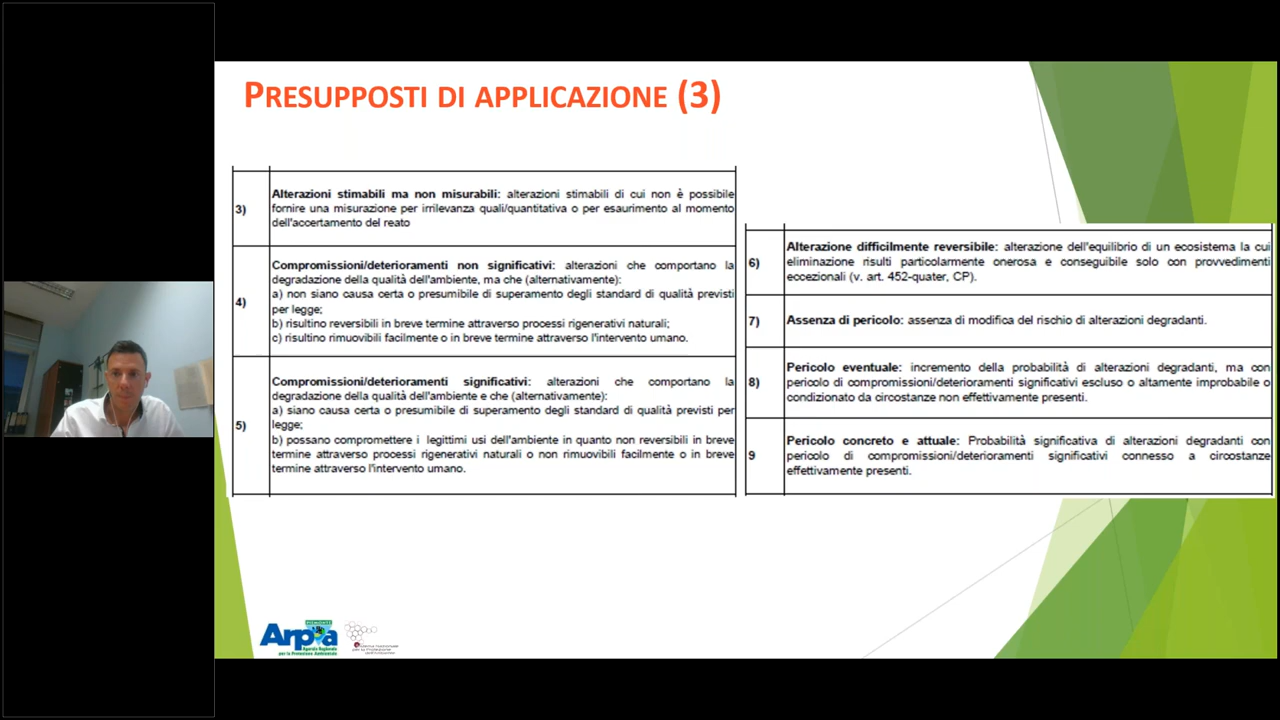 PRESUPPOSTI DI APPLICAZIONE (3)
3)
Alterazioni stimabili ma non misurabili: alterazioni stimabili di cui non è possibile
fornire una misurazione per irrilevanza quali/quantitativa o per esaurimento al momento
dell'accertamento del reato
4)
Compromissioni/deterioramenti non significativi: alterazioni che comportano la
degradazione della qualità dell'ambiente, ma che (alternativamente):
a) non siano causa certa o presumibile di superamento degli standard di qualità previsti
per legge;
b) risultino reversibili in breve termine attraverso processi rigenerativi naturali;
c) risultino rimuovibili facilmente o in breve termine attraverso l'intervento umano.
5)
Compromissioni/deterioramenti significativi: alterazioni che comportano la
degradazione della qualità dell'ambiente e che (alternativamente):
a) siano causa certa o presumibile di superamento degli standard di qualità previsti per
legge;
b) possano compromettere i legittimi usi dell'ambiente in quanto non reversibili in breve
termine attraverso processi rigenerativi naturali o non rimuovibili facilmente o in breve
termine attraverso l'intervento umano.
6)
Alterazione difficilmente reversibile: alterazione dell'equilibrio di un ecosistema la cui
eliminazione risulti particolarmente onerosa e conseguibile solo con provvedimenti
eccezionali (v. art. 452-quater, CP).
7)
Assenza di pericolo: assenza di modifica del rischio di alterazioni degradanti.
8)
Pericolo eventuale: incremento della probabilità di alterazioni degradanti, ma con
pericolo di compromissioni/deterioramenti significativi escluso o altamente improbabile o
condizionato da circostanze non effettivamente presenti.
9
Pericolo concreto e attuale: Probabilità significativa di alterazioni degradanti con
pericolo di compromissioni/deterioramenti significativi connesso a circostanze
effettivamente presenti.
PIEMONTE
Arpa
Agenzia Regionale
per la Protezione Ambientale